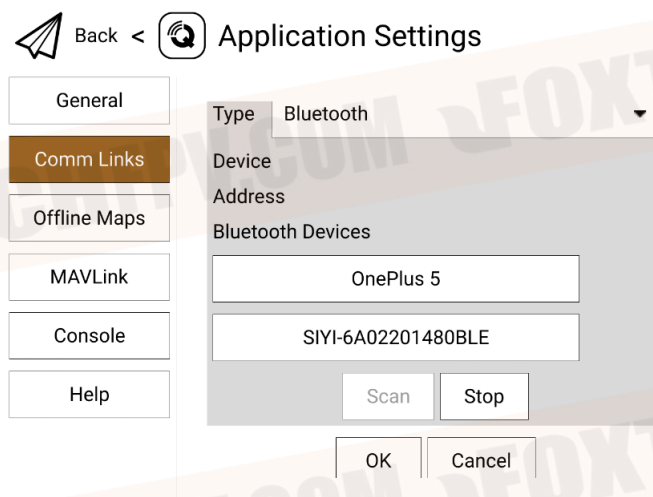 Back < Application Settings
General
Comm Links
Offline Maps
MAVLink
Console
Help
Type Bluetooth
Device
Address
Bluetooth Devices
OnePlus 5
SIYI-6A02201480BLE
Scan Stop
OK Cancel